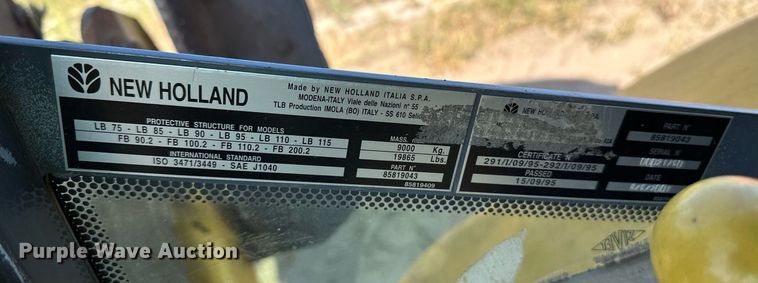 NEW HOLLAND
Made by NEW HOLLAND ITALIA S.P.A.
MODENA-ITALY Viale delle Nazioni n° 55
TLB Production IMOLA (BO) ITALY - SS 610 Selic
PROTECTIVE STRUCTURE FOR MODELS
LB 75 - LB 85 - LB 90 - LB 95 - LB 110 - LB 115
FB 90.2 - FB 100.2 - FB 110.2 - FB 200.2
INTERNATIONAL STANDARD
ISO 3471/3449 - SAE J1040
MASS
9000 Kg.
19865 Lbs.
PART N°
85819043
85819409
NEW H
PART N°
85819043
SERIAL N°
CERTIFICATE N°
291/I/09/95-292/I/09/95
PASSED
15/09/95
DATE
Purple Wave Auction